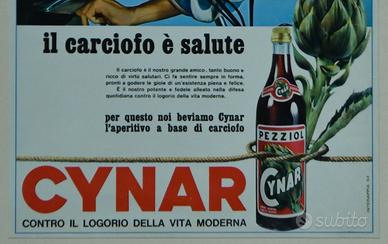 il carciofo è salute
Il carciofo è il nostro grande amico, tanto buono e
ricco di virtù salutari. Ci fa sentire sempre in forma,
pronti a godere le gioie di un'esistenza piena e felice.
È il nostro potente e fedele alleato nella difesa
quotidiana contro il logorio della vita moderna.
per questo noi beviamo Cynar
l'aperitivo a base di carciofo
PEZZIOL
CYNAR
CYNAR
CONTRO IL LOGORIO DELLA VITA MODERNA
subito